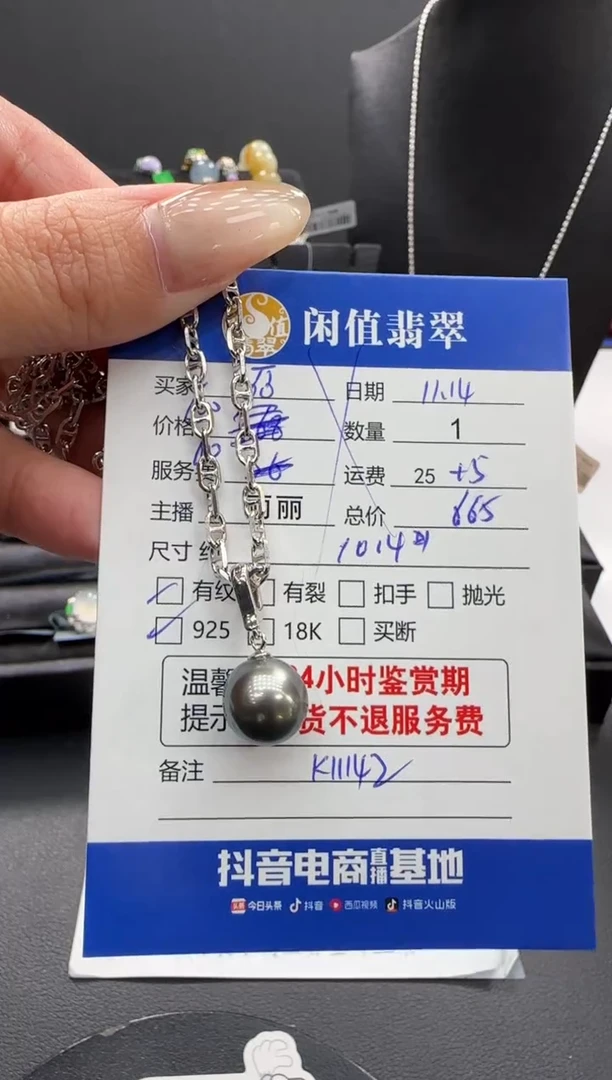 闲值翡翠
买家 日期 11.14
价格 数量 1
服务 运费 25 +5
主播 丽 总价 665
尺寸 1014
有纹 有裂 扣手 抛光
925 18K 买断
温馨 4小时鉴赏期
提示 货不退服务费
备注 K11142
抖音电商直播基地
今日头条 抖音 西瓜视频 抖音火山版